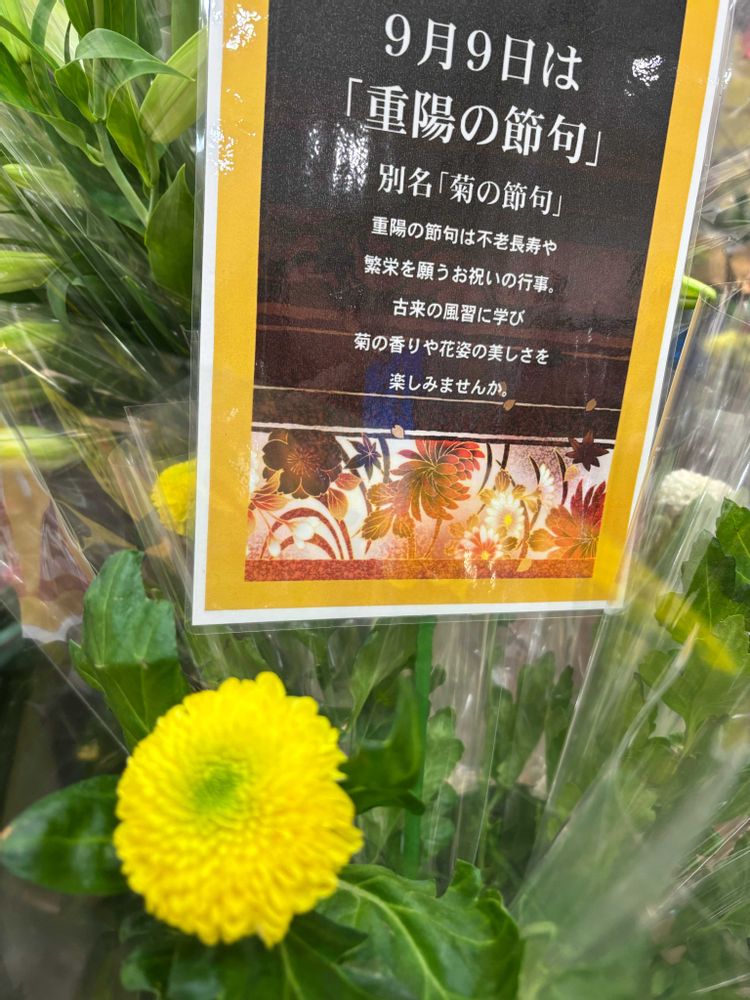 9月9日は
「重陽の節句」
別名「菊の節句」
重陽の節句は不老長寿や
繁栄を願うお祝いの行事。
古来の風習に学び
菊の香りや花姿の美しさを
楽しみませんか。